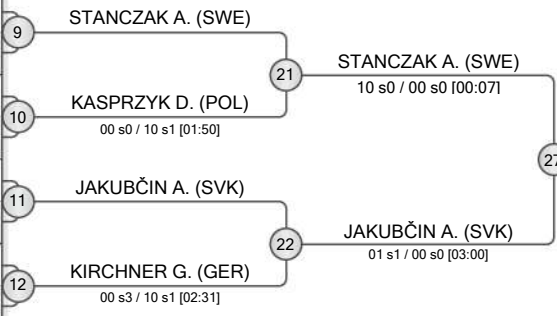 STANCZAK A. (SWE)
9
21
STANCZAK A. (SWE)
10 s0 / 00 s0 [00:07]
KASPRZYK D. (POL)
10
00 s0 / 10 s1 [01:50]
27
JAKUBČIN A. (SVK)
11
22
JAKUBČIN A. (SVK)
01 s1 / 00 s0 [03:00]
KIRCHNER G. (GER)
12
00 s3 / 10 s1 [02:31]